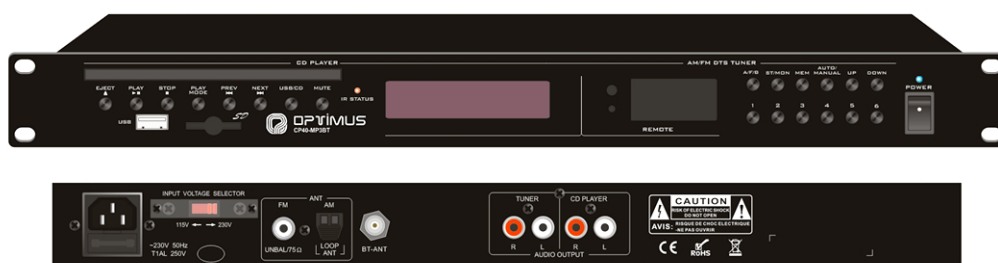 CD PLAYER
AM/FM DTS TUNER
EJECT PLAY STOP PLAY MODE PREV NEXT USB/CD MUTE
IR STATUS
A/F/B ST/MON MEM AUTO/MANUAL UP DOWN
POWER
1 2 3 4 5 6
USB
SD
OPTIMUS
CP40-MP3BT
REMOTE
INPUT VOLTAGE SELECTOR
115V 230V
~230V 50Hz
T1AL 250V
ANT
FM AM
UNBAL/75Ω
LOOP
ANT
BT-ANT
TUNER CD PLAYER
R L R L
AUDIO OUTPUT
CAUTION
RISK OF ELECTRIC SHOCK
DO NOT OPEN
AVIS: RISQUE DE CHOC ELECTRIQUE
-NE PAS OUVRIR
CE RoHS